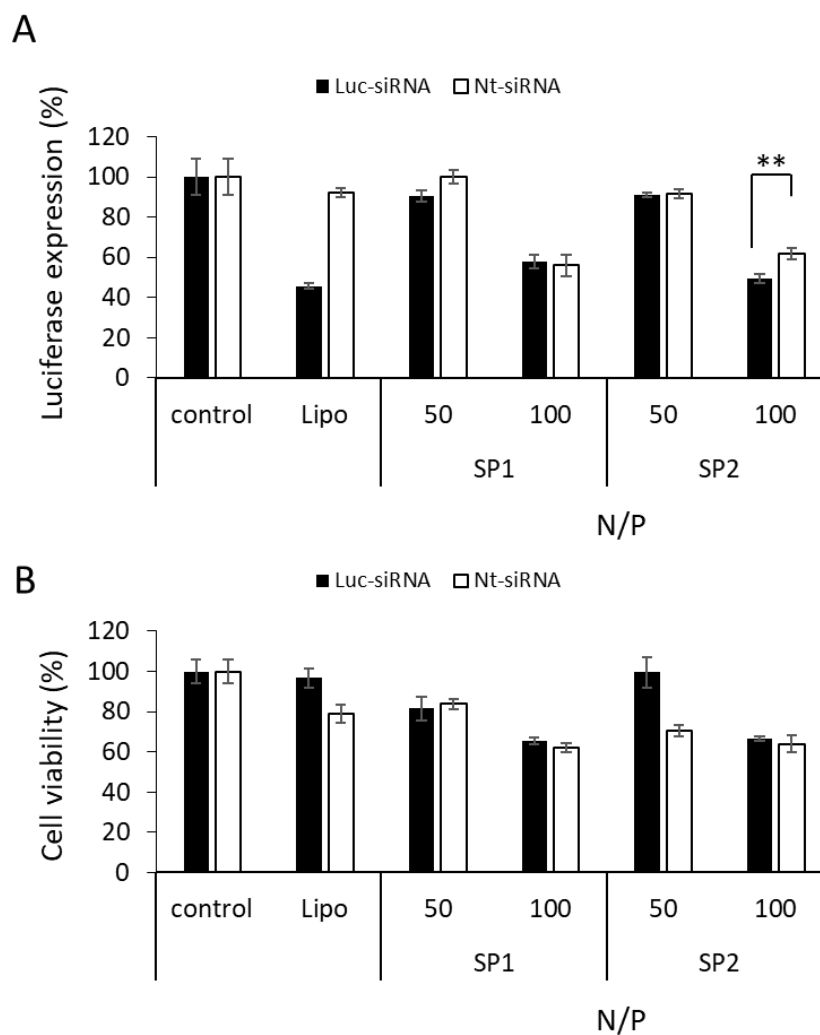 A
Luc-siRNA Nt-siRNA
Luciferase expression (%)
120
100
80
60
40
20
0
**
control Lipo 50 100 50 100
SP1 SP2
N/P
B
Luc-siRNA Nt-siRNA
Cell viability (%)
120
100
80
60
40
20
0
control Lipo 50 100 50 100
SP1 SP2
N/P